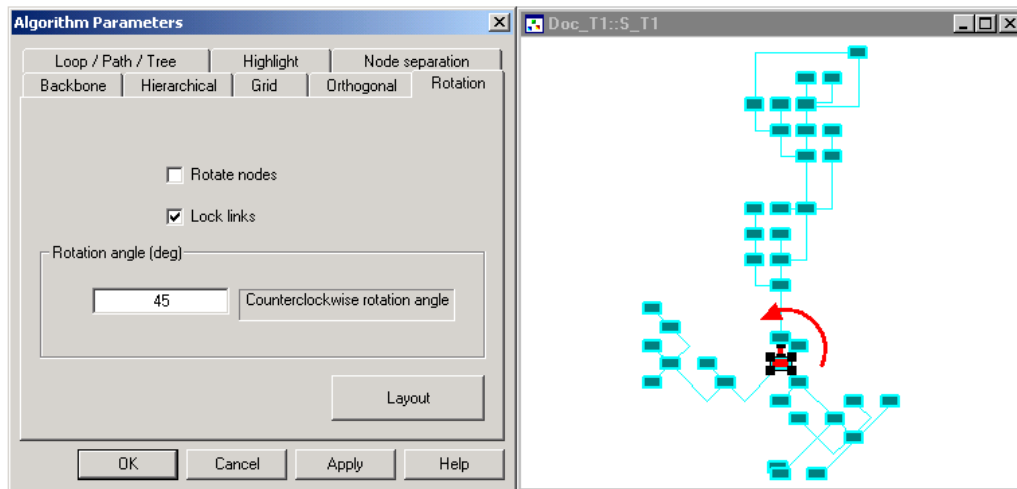 Algorithm Parameters
Loop / Path / Tree Highlight Node separation
Backbone Hierarchical Grid Orthogonal Rotation
Rotate nodes
Lock links
Rotation angle (deg)
45 Counterclockwise rotation angle
Layout
OK Cancel Apply Help
Doc_T1::S_T1